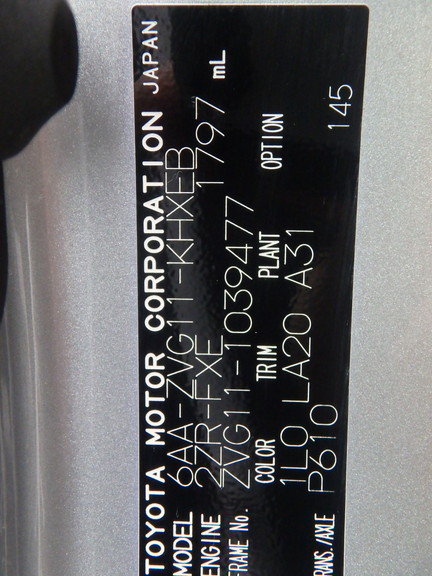 TOYOTA MOTOR CORPORATION JAPAN
MODEL 6AA-ZVG11-KHXEB
ENGINE 2ZR-FXE 1797 mL
FRAME No. ZVG11-1039477
COLOR TRIM PLANT OPTION
1L0 LA20 A31
TRANS./AXLE P610 145